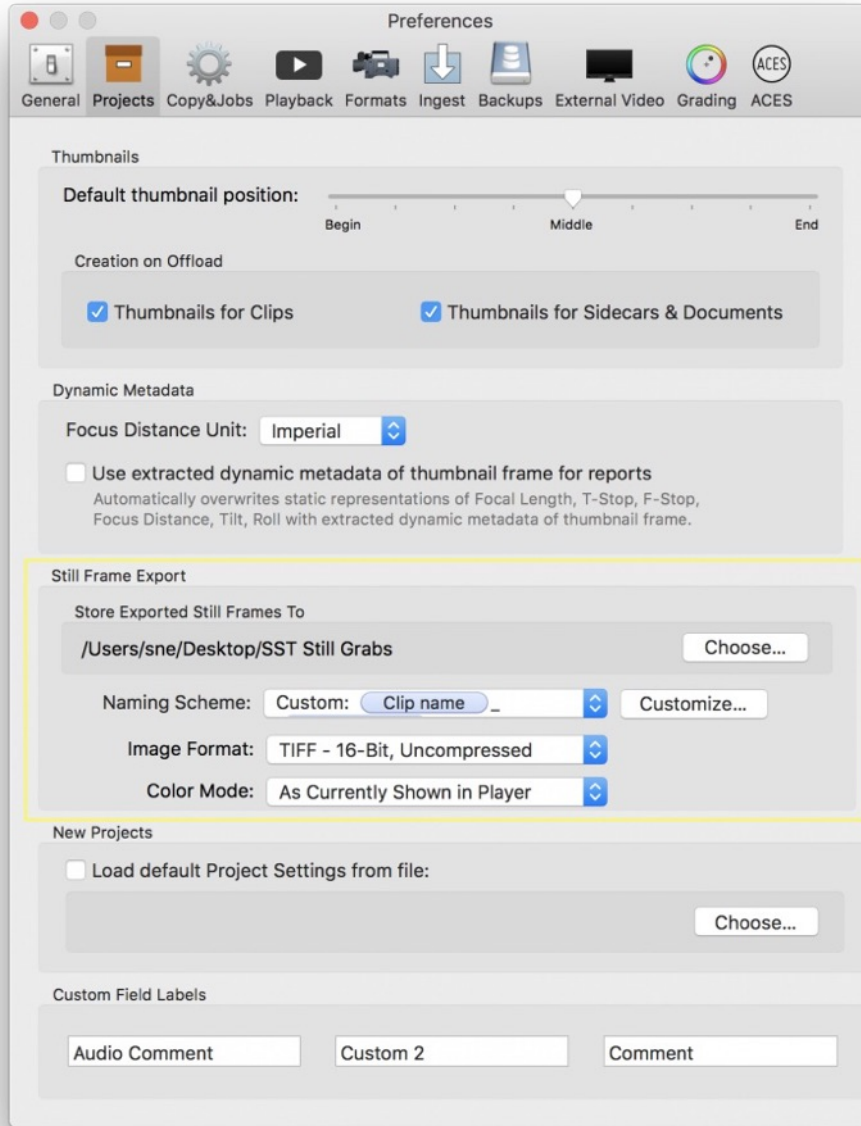 Preferences
General Projects Copy&Jobs Playback Formats Ingest Backups External Video Grading ACES
ACES
Thumbnails
Default thumbnail position:
Begin Middle End
Creation on Offload
Thumbnails for Clips Thumbnails for Sidecars & Documents
Dynamic Metadata
Focus Distance Unit: Imperial
Use extracted dynamic metadata of thumbnail frame for reports
Automatically overwrites static representations of Focal Length, T-Stop, F-Stop,
Focus Distance, Tilt, Roll with extracted dynamic metadata of thumbnail frame.
Still Frame Export
Store Exported Still Frames To
/Users/sne/Desktop/SST Still Grabs Choose...
Naming Scheme: Custom: Clip name _ Customize...
Image Format: TIFF - 16-Bit, Uncompressed
Color Mode: As Currently Shown in Player
New Projects
Load default Project Settings from file:
Choose...
Custom Field Labels
Audio Comment Custom 2 Comment